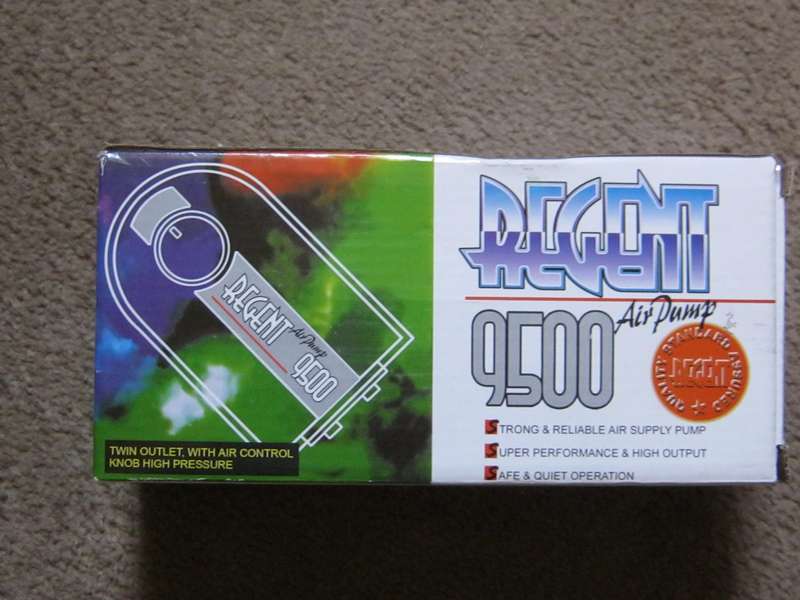 REGENT
Air Pump
9500
REGENT
QUALITY STANDARD ASSURED
STRONG & RELIABLE AIR SUPPLY PUMP
SUPER PERFORMANCE & HIGH OUTPUT
SAFE & QUIET OPERATION
REGENT
Air Pump
9500
TWIN OUTLET, WITH AIR CONTROL
KNOB HIGH PRESSURE